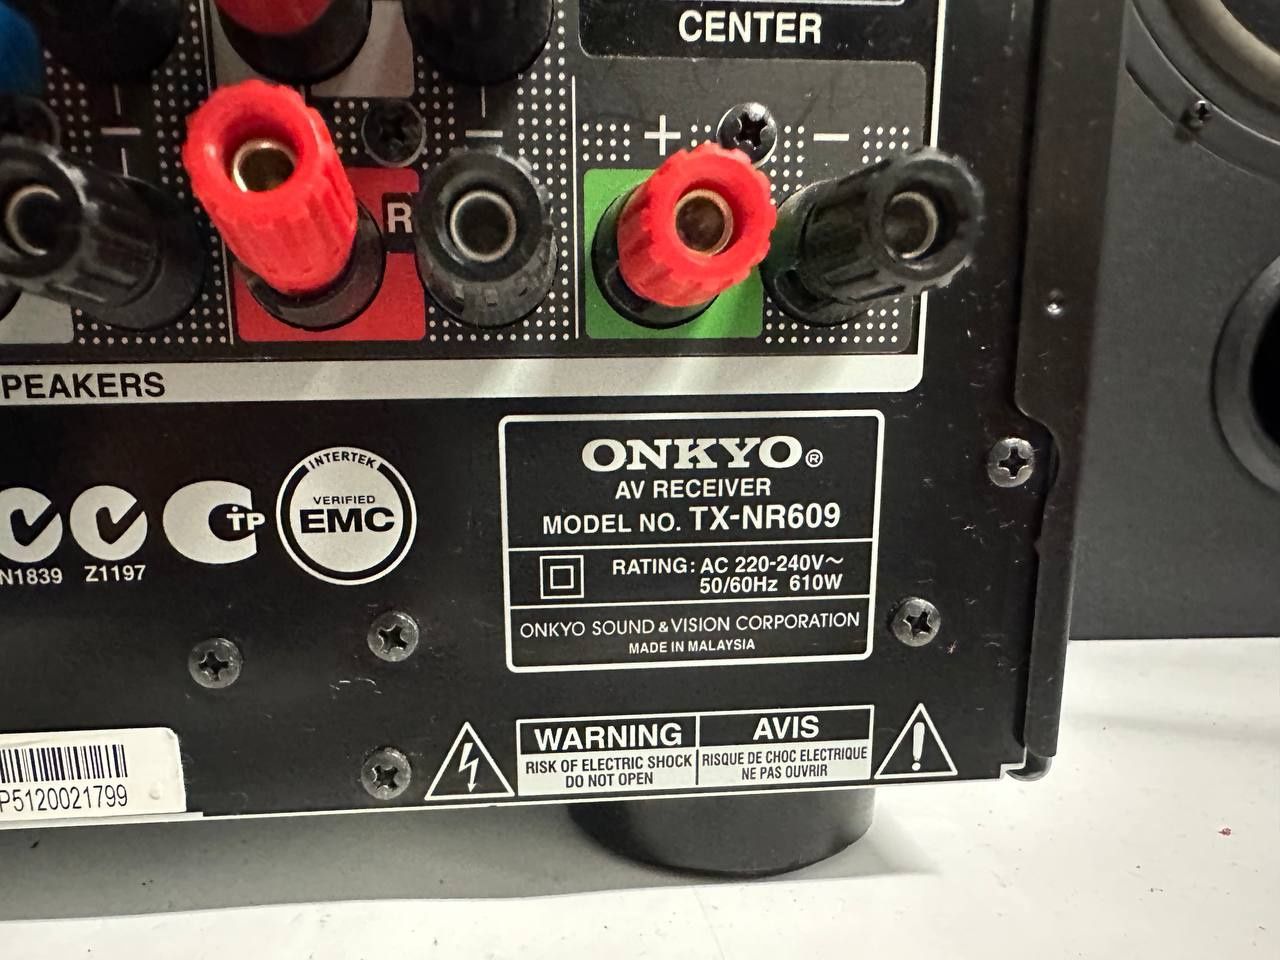 CENTER
+ −
− −
R
PEAKERS
INTERTEK
VERIFIED
EMC
N1839 Z1197
ONKYO®
AV RECEIVER
MODEL NO. TX-NR609
RATING: AC 220-240V~
50/60Hz 610W
ONKYO SOUND & VISION CORPORATION
MADE IN MALAYSIA
WARNING
RISK OF ELECTRIC SHOCK
DO NOT OPEN
AVIS
RISQUE DE CHOC ELECTRIQUE
NE PAS OUVRIR
P5120021799